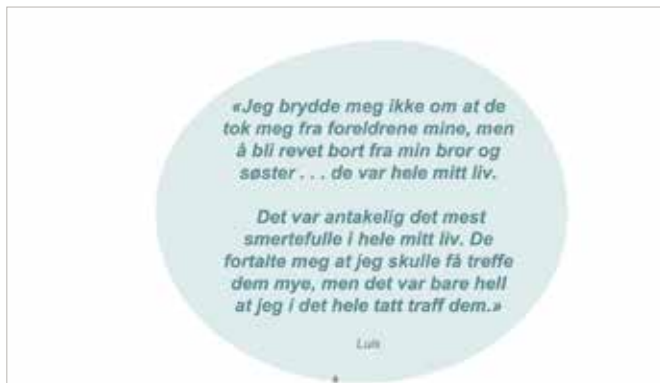 «Jeg brydde meg ikke om at de
tok meg fra foreldrene mine, men
å bli revet bort fra min bror og
søster . . . de var hele mitt liv.
Det var antakelig det mest
smertefulle i hele mitt liv. De
fortalte meg at jeg skulle få treffe
dem mye, men det var bare hell
at jeg i det hele tatt traff dem.»
Luis